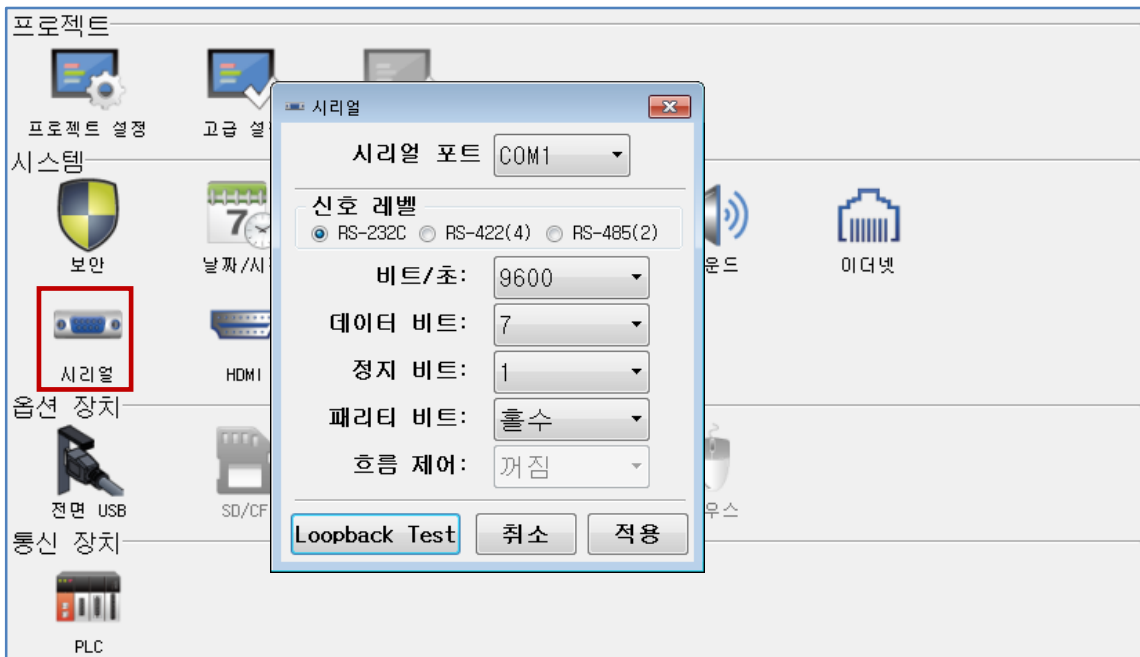 프로젝트
프로젝트 설정
고급 설
시스템
보안
날짜/시
운드
이더넷
시리얼
HDMI
옵션 장치
전면 USB
SD/CF
우스
통신 장치
PLC
시리얼
시리얼 포트 COM1
신호 레벨
RS-232C RS-422(4) RS-485(2)
비트/초: 9600
데이터 비트: 7
정지 비트: 1
패리티 비트: 홀수
흐름 제어: 꺼짐
Loopback Test 취소 적용